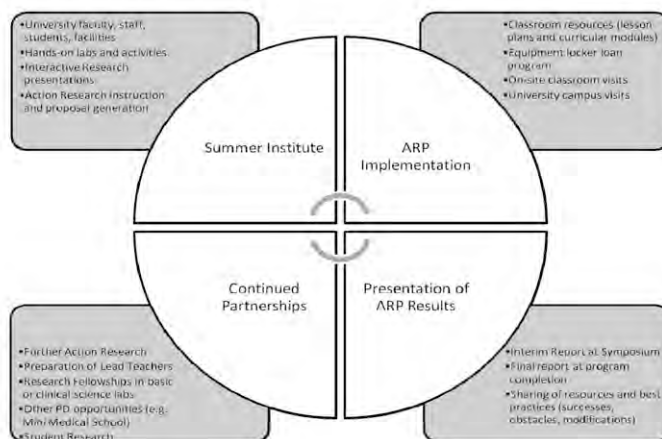 •University faculty, staff,
students, facilities
•Hands-on labs and activities
•Interactive Research
presentations
•Action Research instruction
and proposal generation
•Classroom resources (lesson
plans and curricular modules)
•Equipment locker loan
program
•On-site classroom visits
•University campus visits
Summer Institute
ARP
Implementation
Continued
Partnerships
Presentation of
ARP Results
•Further Action Research
•Preparation of Lead Teachers
•Research Fellowships in basic
or clinical science labs
•Other PD opportunities (e.g.
Mini Medical School)
•Student Research
•Interim Report at Symposium
•Final report at program
completion
•Sharing of resources and best
practices (successes,
obstacles, modifications)